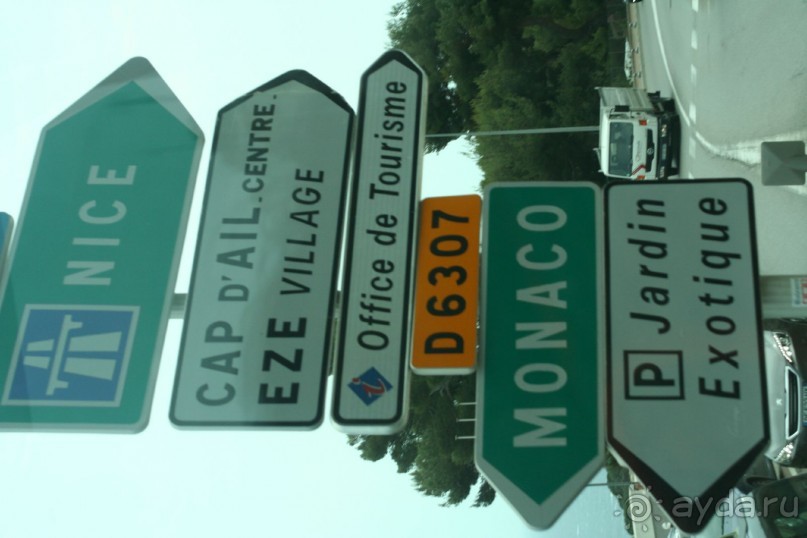 NICE
CAP D'AIL.CENTRE.
EZE VILLAGE
Office de Tourisme
i
D6307
MONACO
P Jardin
Exotique
ayda.ru